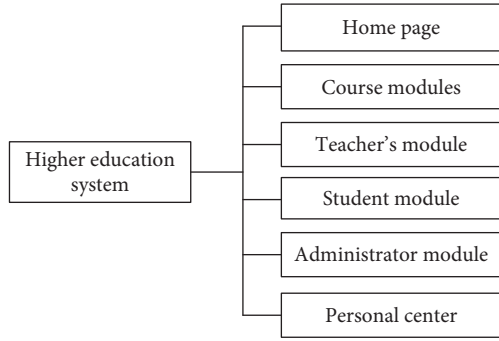 Home page
Course modules
Teacher’s module
Higher education
system
Student module
Administrator module
Personal center